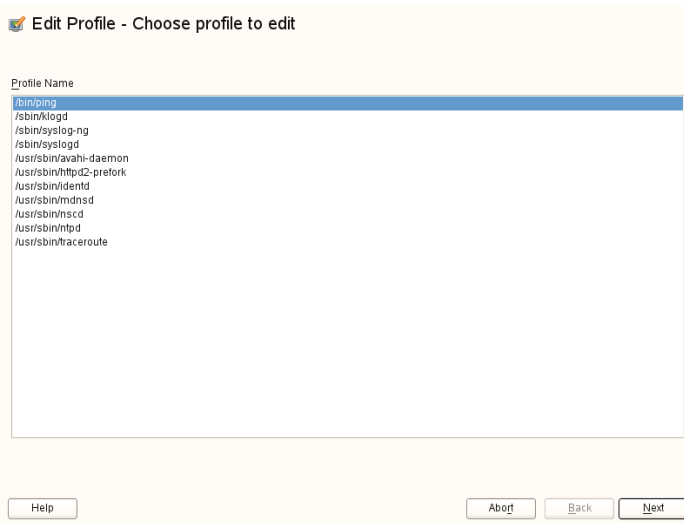 Edit Profile - Choose profile to edit
Profile Name
/bin/ping
/sbin/klogd
/sbin/syslog-ng
/sbin/syslogd
/usr/sbin/avahi-daemon
/usr/sbin/httpd2-prefork
/usr/sbin/identd
/usr/sbin/mdnsd
/usr/sbin/nscd
/usr/sbin/ntpd
/usr/sbin/traceroute
Help Abort Back Next